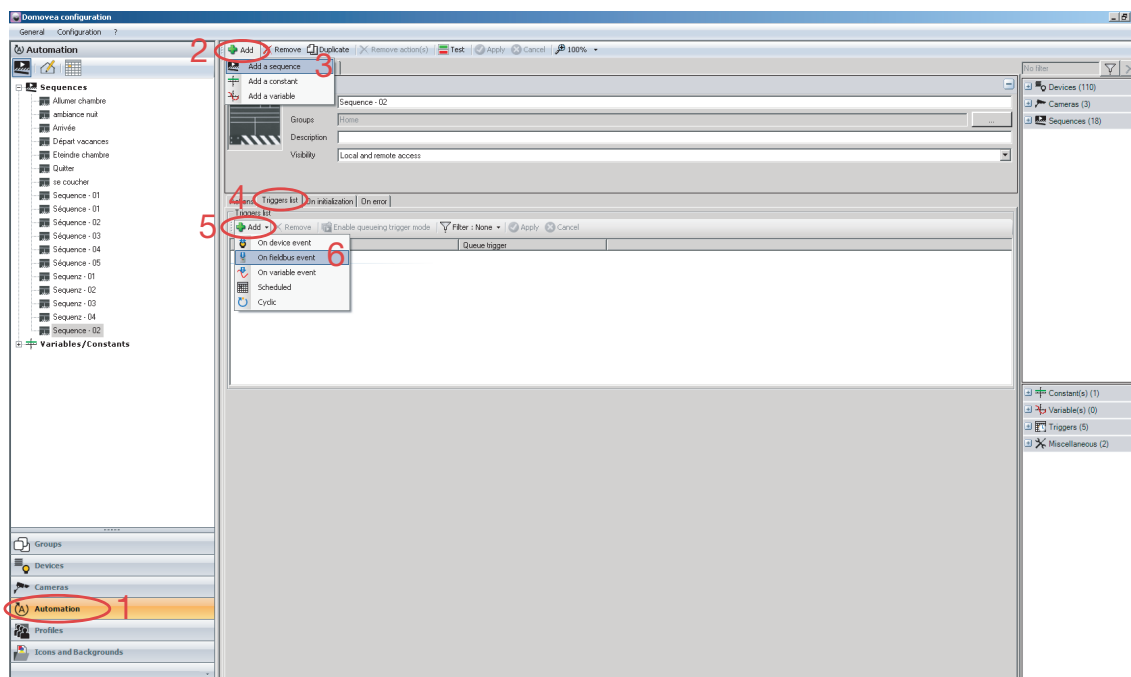 Domovea configuration
General Configuration ?
Automation
2
Add Remove Duplicate Remove action(s) Test Apply Cancel 100%
Add a sequence
3
Add a constant
Add a variable
No filter
Sequences
Allumer chambre
ambiance nuit
Arrivée
Départ vacances
Eteindre chambre
Quitter
se coucher
Sequence - 01
Séquence - 01
Séquence - 02
Séquence - 03
Séquence - 04
Séquence - 05
Sequenz - 01
Sequenz - 02
Sequenz - 03
Sequenz - 04
Sequence - 02
Variables/Constants
Sequence - 02
Groups Home ...
Description
Visibility Local and remote access
4
Triggers list On initialization On error
Triggers list
5
Add Remove Enable queueing trigger mode Filter : None Apply Cancel
Queue trigger
On device event
On fieldbus event
6
On variable event
Scheduled
Cyclic
Devices (110)
Cameras (3)
Sequences (18)
Constant(s) (1)
Variable(s) (0)
Triggers (5)
Miscellaneous (2)
Groups
Devices
Cameras
Automation
1
Profiles
Icons and Backgrounds